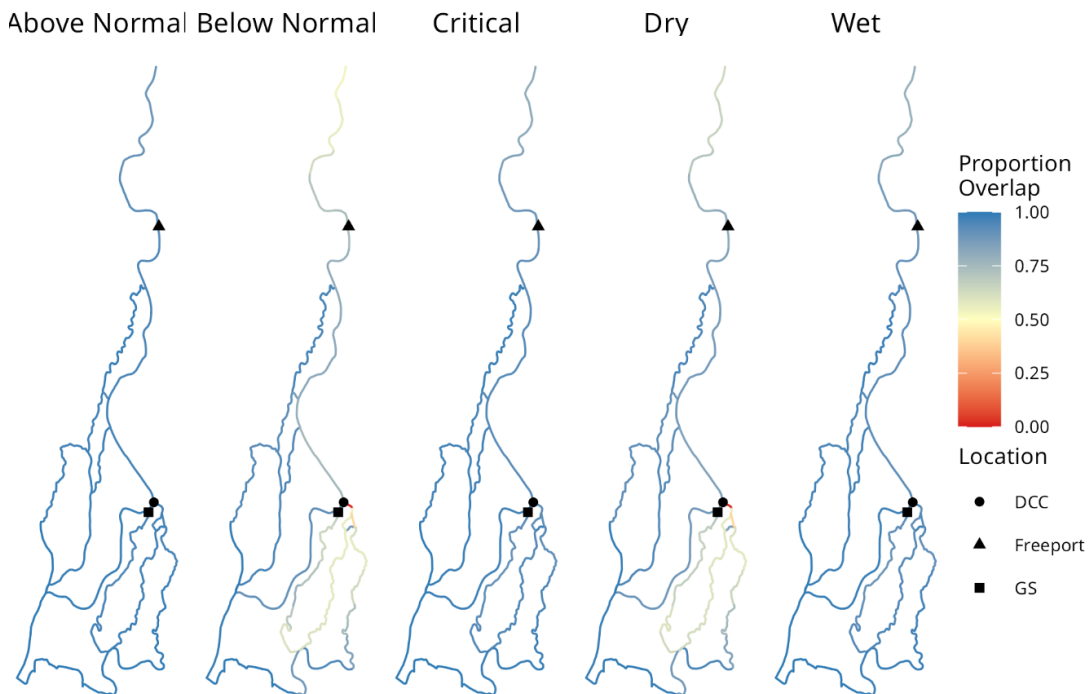 Above Normal Below Normal Critical Dry Wet
Proportion
Overlap
1.00
0.75
0.50
0.25
0.00
Location
DCC
Freeport
GS